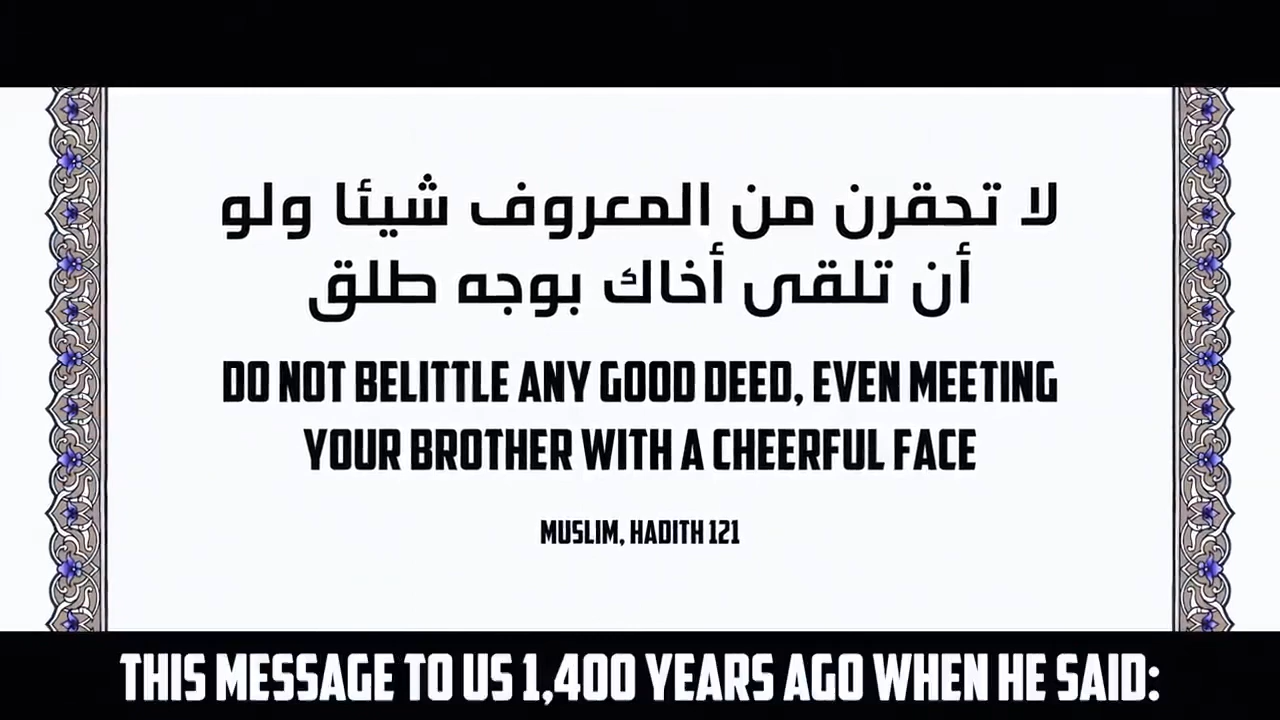 لا تحقرن من المعروف شيئا ولو
أن تلقى أخاك بوجه طلق
DO NOT BELITTLE ANY GOOD DEED, EVEN MEETING
YOUR BROTHER WITH A CHEERFUL FACE
MUSLIM, HADITH 121
THIS MESSAGE TO US 1,400 YEARS AGO WHEN HE SAID: